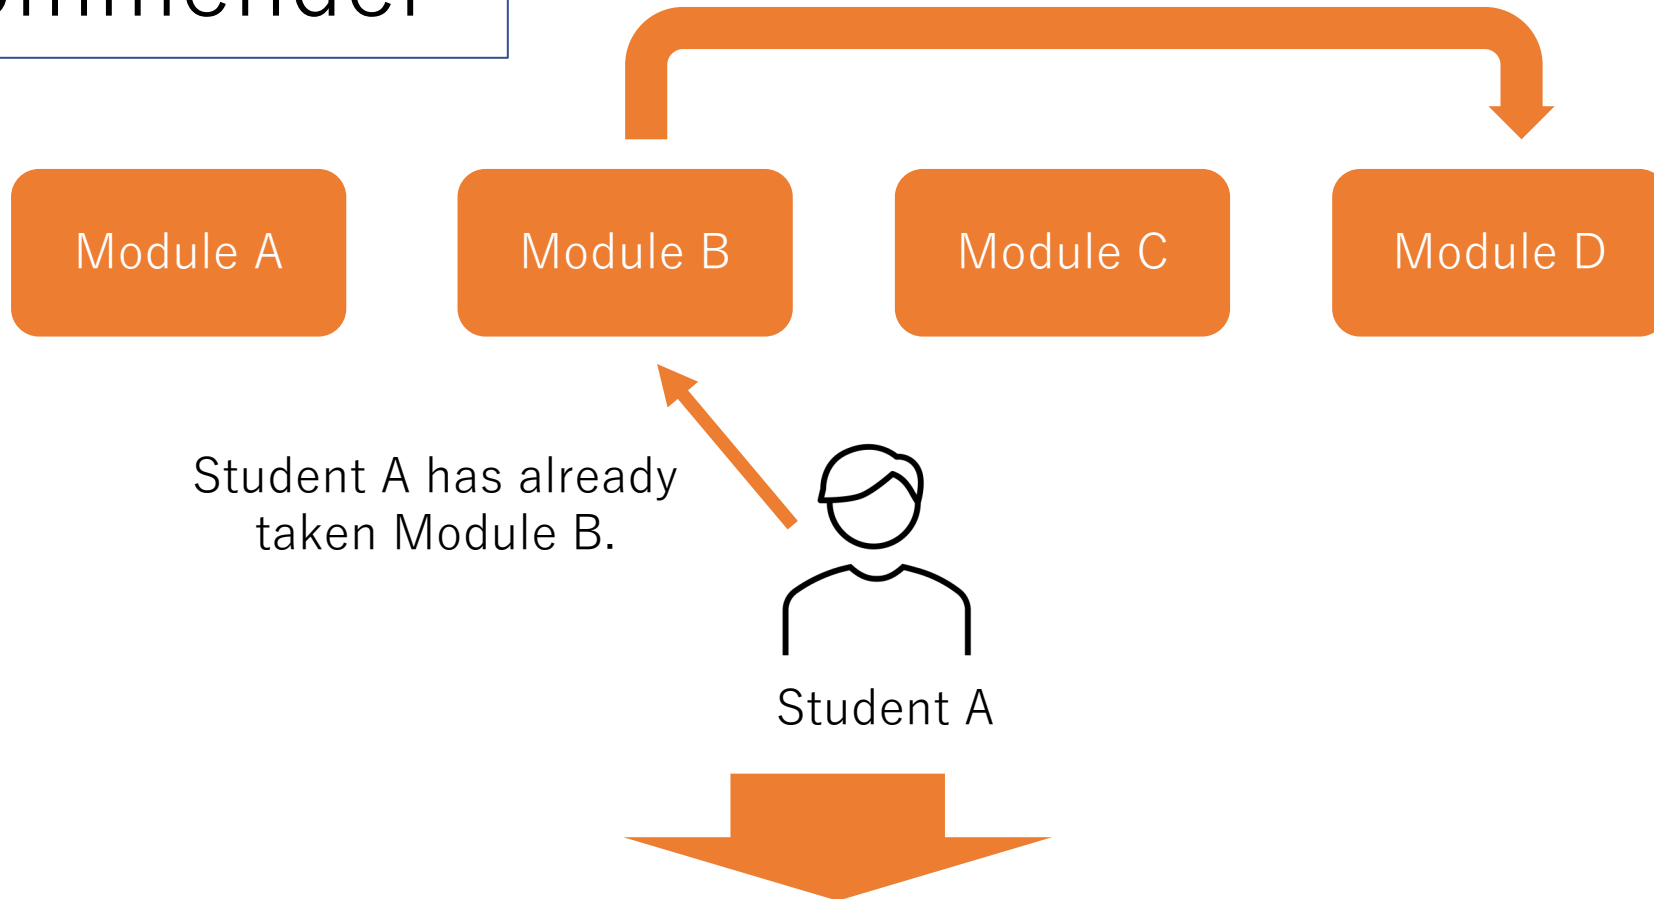 Module A Module B Module C Module D
Student A has already
taken Module B.
Student A